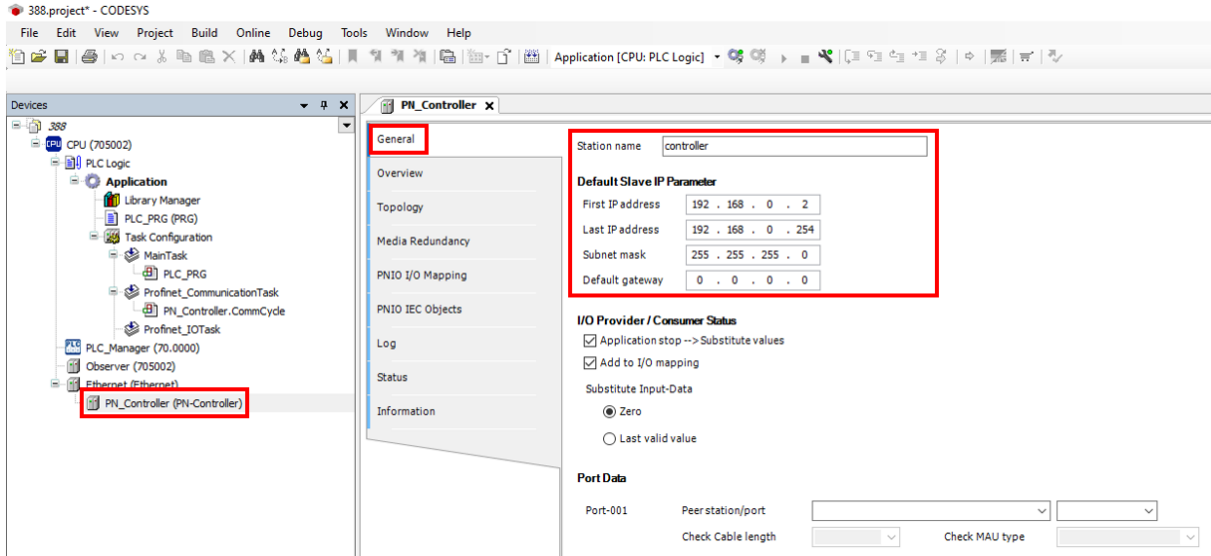 388.project* - CODESYS
File Edit View Project Build Online Debug Tools Window Help
Application [CPU: PLC Logic]
Devices
388
CPU CPU (705002)
PLC Logic
Application
Library Manager
PLC_PRG (PRG)
Task Configuration
MainTask
PLC_PRG
Profinet_CommunicationTask
PN_Controller.CommCycle
Profinet_IOTask
PLC PLC_Manager (70.0000)
Observer (705002)
Ethernet (Ethernet)
PN_Controller (PN-Controller)
PN_Controller X
General
Overview
Topology
Media Redundancy
PNIO I/O Mapping
PNIO IEC Objects
Log
Status
Information
Station name controller
Default Slave IP Parameter
First IP address 192 . 168 . 0 . 2
Last IP address 192 . 168 . 0 . 254
Subnet mask 255 . 255 . 255 . 0
Default gateway 0 . 0 . 0 . 0
I/O Provider / Consumer Status
Application stop --> Substitute values
Add to I/O mapping
Substitute Input-Data
Zero
Last valid value
Port Data
Port-001 Peer station/port
Check Cable length Check MAU type